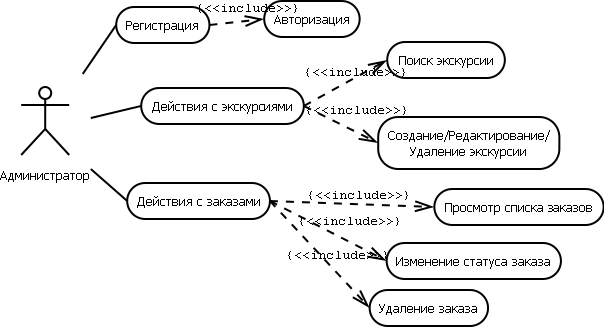 {<<include>>}
Регистрация
Авторизация
{<<include>>}
Поиск экскурсии
Действия с экскурсиями
{<<include>>}
Создание/Редактирование/
Удаление экскурсии
Администратор
Действия с заказами
{<<include>>}
Просмотр списка заказов
{<<include>>}
{<<include>>}
Изменение статуса заказа
Удаление заказа